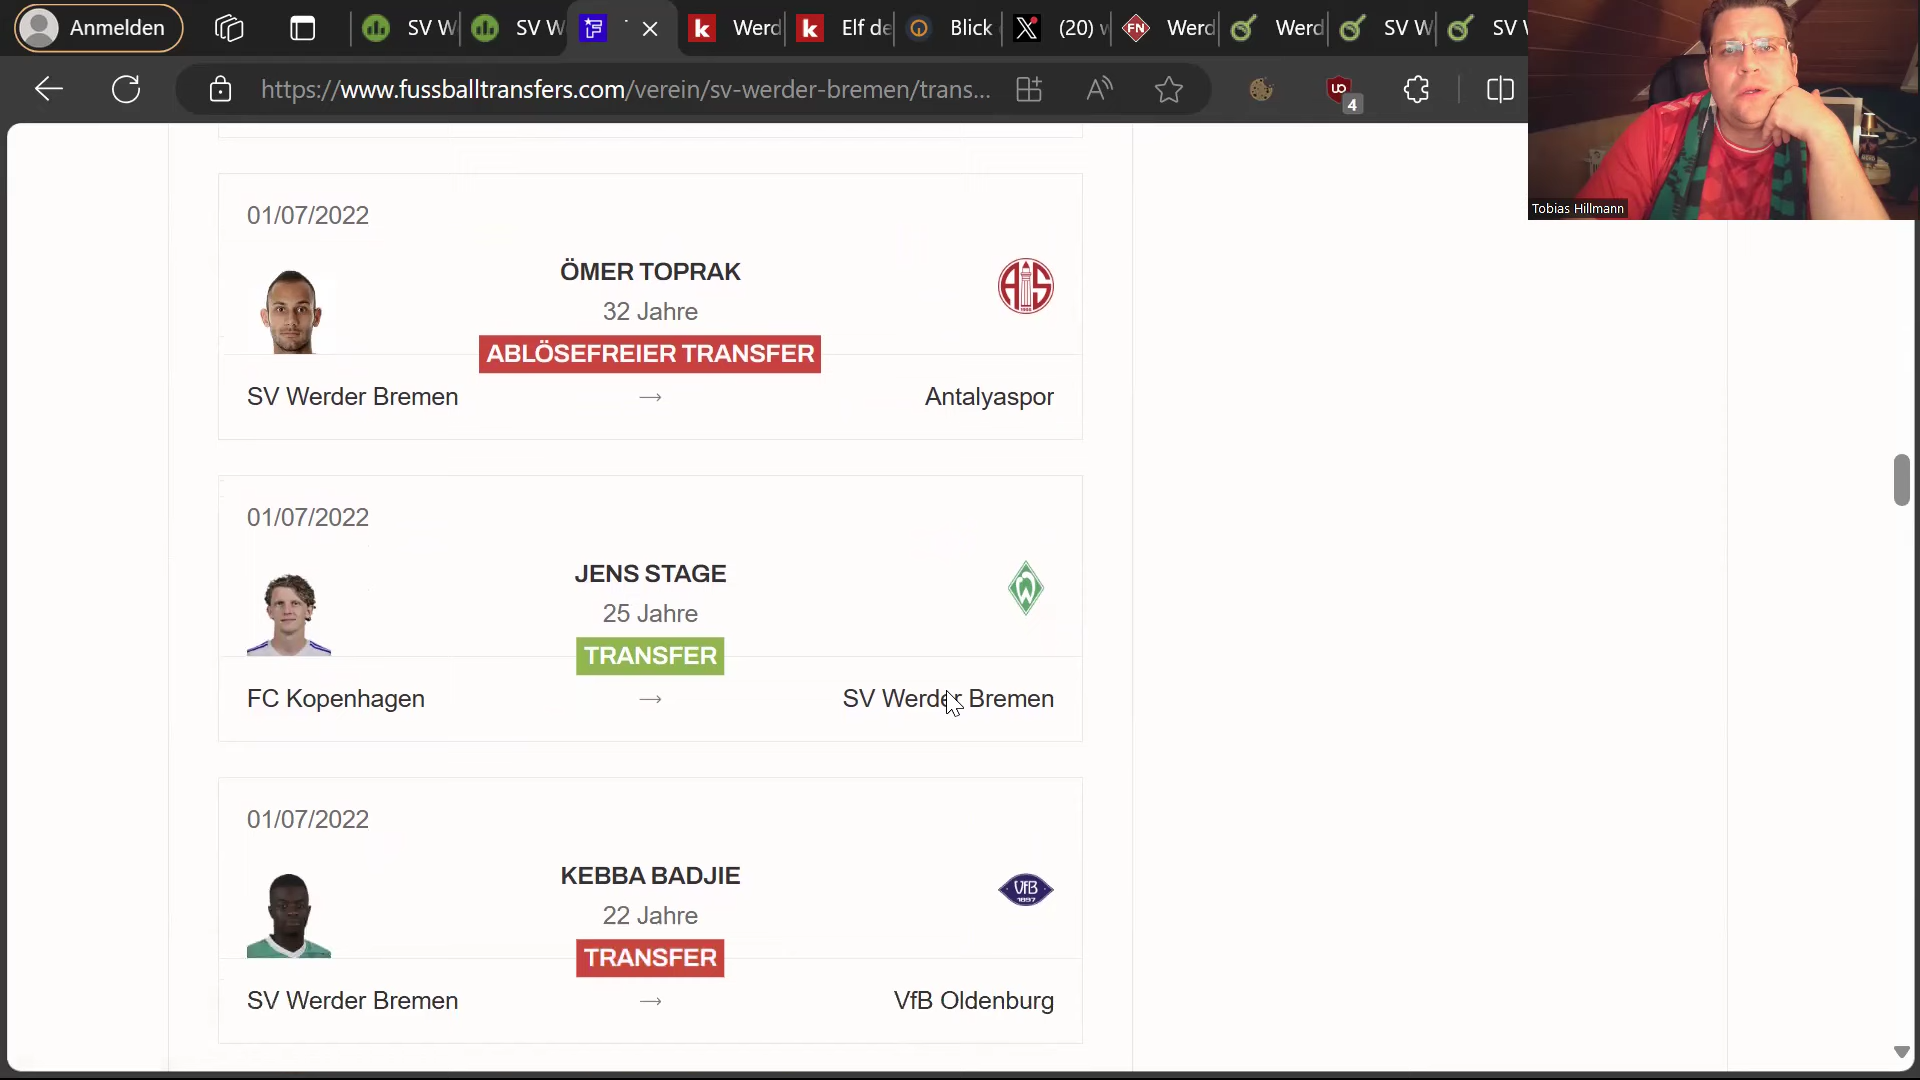 Anmelden
SV W
SV W
Werd
Elf de
Blick
(20) w
FN
Werd
Werd
SV W
SV
https://www.fussballtransfers.com/verein/sv-werder-bremen/trans...
4
Tobias Hillmann
01/07/2022
ÖMER TOPRAK
32 Jahre
ABLÖSEFREIER TRANSFER
SV Werder Bremen → Antalyaspor
01/07/2022
JENS STAGE
25 Jahre
TRANSFER
FC Kopenhagen → SV Werder Bremen
01/07/2022
KEBBA BADJIE
VfB
1897
22 Jahre
TRANSFER
SV Werder Bremen → VfB Oldenburg